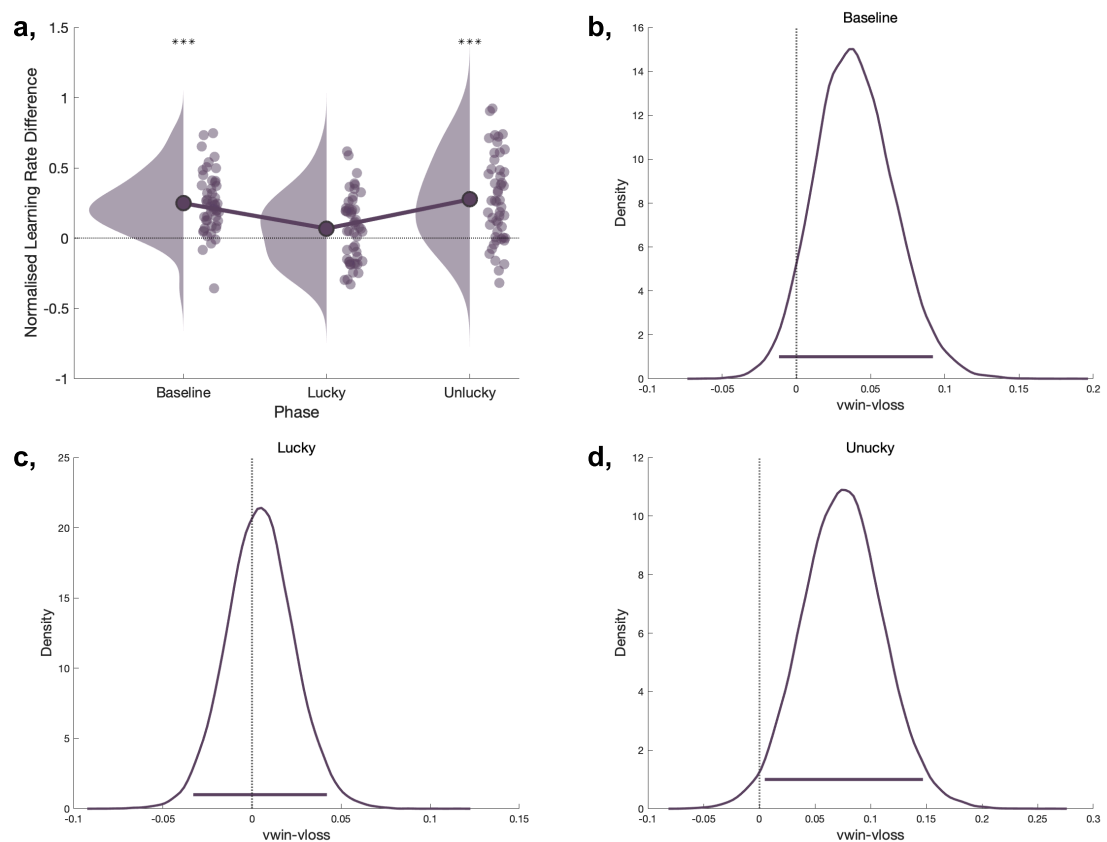 a,
1.5
1
0.5
0
-0.5
-1
Normalised Learning Rate Difference
***
***
Baseline
Lucky
Unlucky
Phase
b,
Baseline
16
14
12
10
8
6
4
2
0
Density
-0.1
-0.05
0
0.05
0.1
0.15
0.2
vwin-vloss
c,
Lucky
25
20
15
10
5
0
Density
-0.1
-0.05
0
0.05
0.1
0.15
vwin-vloss
d,
Unucky
12
10
8
6
4
2
0
Density
-0.1
-0.05
0
0.05
0.1
0.15
0.2
0.25
0.3
vwin-vloss